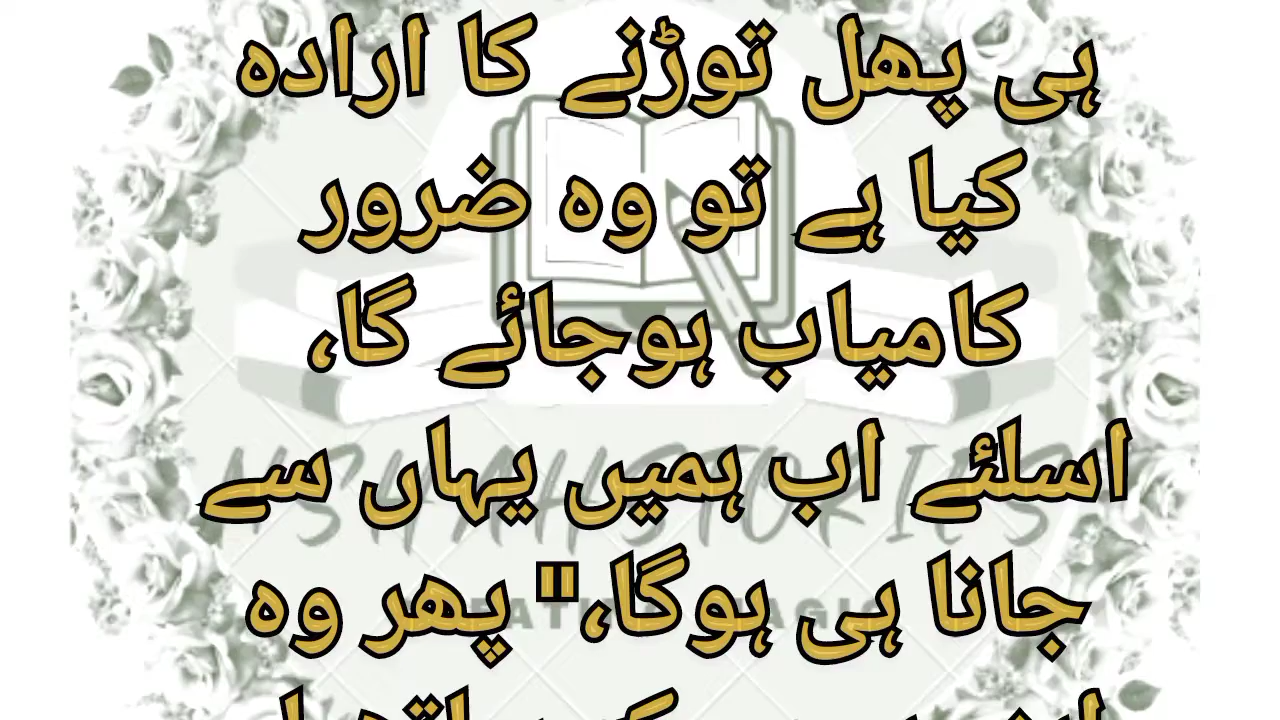 ہی پھل توڑنے کا ارادہ
کیا ہے تو وہ ضرور
کامیاب ہوجائے گا،
اسلئے اب ہمیں یہاں سے
جانا ہی ہوگا،" پھر وہ